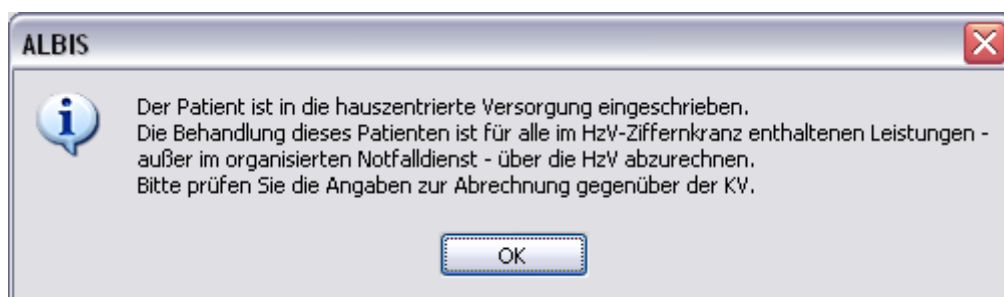 ALBIS
Der Patient ist in die hauszentrierte Versorgung eingeschrieben.
Die Behandlung dieses Patienten ist für alle im HzV-Ziffernkranz enthaltenen Leistungen -
außer im organisierten Notfalldienst - über die HzV abzurechnen.
Bitte prüfen Sie die Angaben zur Abrechnung gegenüber der KV.
OK